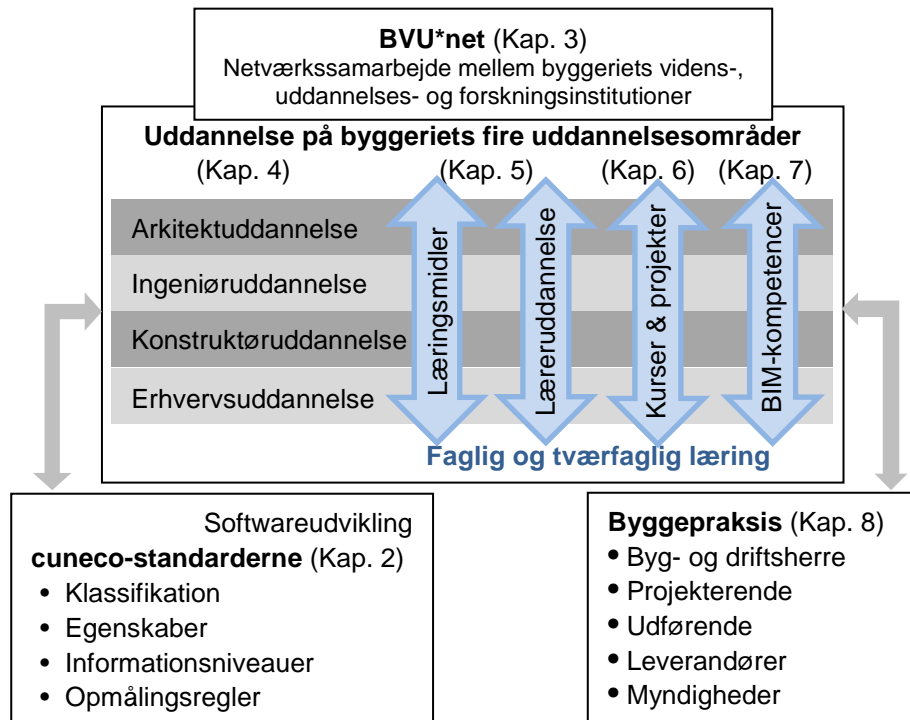 BVU*net (Kap. 3)
Netværkssamarbejde mellem byggeriets videns-,
uddannelses- og forskningsinstitutioner
Uddannelse på byggeriets fire uddannelsesområder
(Kap. 4) (Kap. 5) (Kap. 6) (Kap. 7)
Arkitektuddannelse
Ingeniøruddannelse
Konstruktøruddannelse
Erhvervsuddannelse
Læringsmidler
Læreruddannelse
Kurser & projekter
BIM-kompetencer
Faglig og tværfaglig læring
Softwareudvikling
cuneco-standarderne (Kap. 2)
• Klassifikation
• Egenskaber
• Informationsniveauer
• Opmålingsregler
Byggepraksis (Kap. 8)
• Byg- og driftsherre
• Projekterende
• Udførende
• Leverandører
• Myndigheder